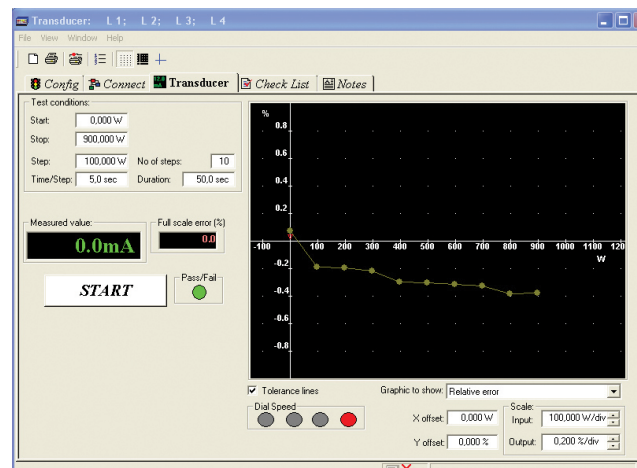 Transducer: L 1; L 2; L 3; L 4
File View Window Help
Config Connect Transducer Check List Notes
Test conditions:
Start: 0,000 W
Stop: 900,000 W
Step: 100,000 W No of steps: 10
Time/Step: 5,0 sec Duration: 50,0 sec
Measured value: Full scale error (%)
0.0mA 0.0
START
Pass/Fail
%
0.8
0.6
0.4
0.2
-100 100 200 300 400 500 600 700 800 900 1000 1100 120
W
-0.2
-0.4
-0.6
-0.8
Tolerance lines Graphic to show: Relative error
Dial Speed
X offset: 0,000 W
Y offset: 0,000 %
Scale:
Input: 100,000 W/div
Output: 0,200 %/div